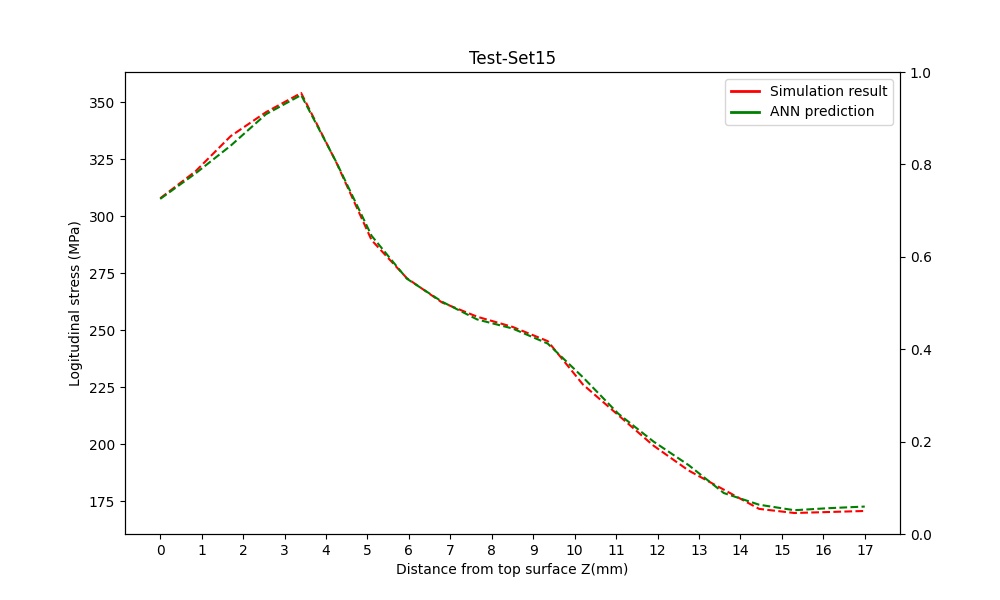 Test-Set15
Simulation result
ANN prediction
Logitudinal stress (MPa)
350
325
300
275
250
225
200
175
1.0
0.8
0.6
0.4
0.2
0.0
0 1 2 3 4 5 6 7 8 9 10 11 12 13 14 15 16 17
Distance from top surface Z(mm)